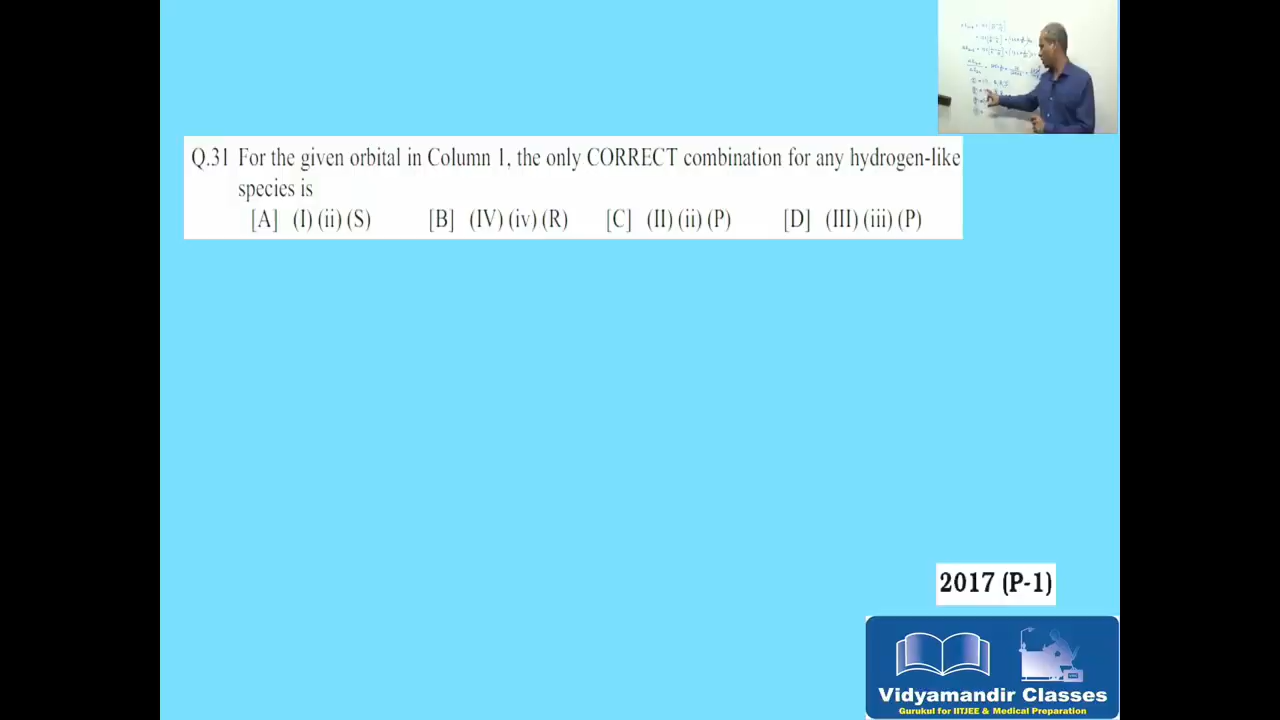 Q.31 For the given orbital in Column 1, the only CORRECT combination for any hydrogen-like
species is
[A] (I) (ii) (S) [B] (IV) (iv) (R) [C] (II) (ii) (P) [D] (III) (iii) (P)
2017 (P-1)
Vidyamandir Classes
Gurukul for IITJEE & Medical Preparation